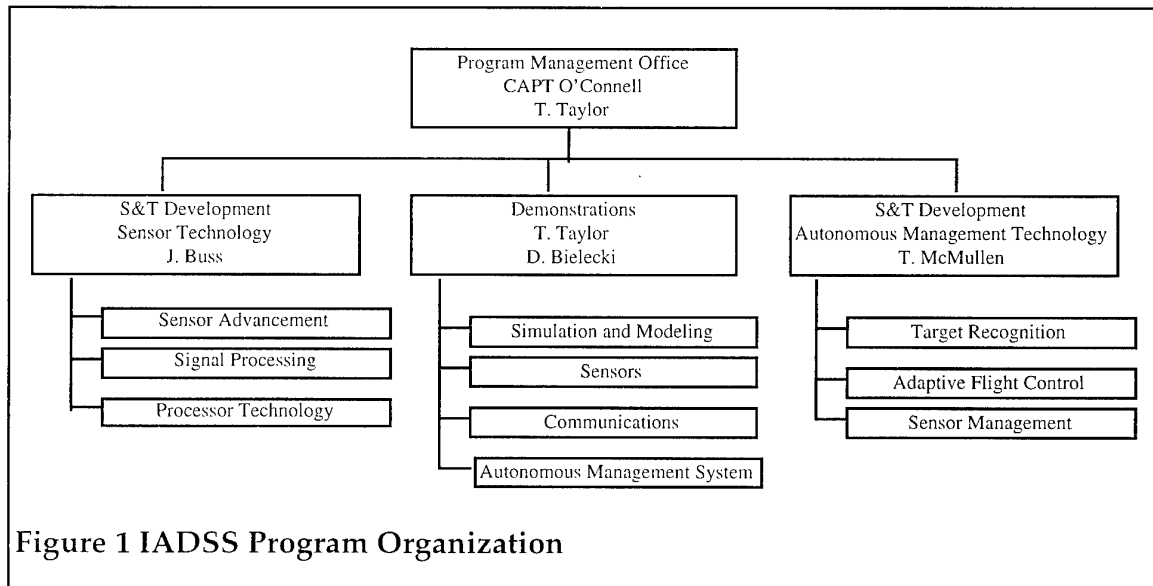 Program Management Office
CAPT O'Connell
T. Taylor
S&T Development
Sensor Technology
J. Buss
Sensor Advancement
Signal Processing
Processor Technology
Demonstrations
T. Taylor
D. Bielecki
Simulation and Modeling
Sensors
Communications
Autonomous Management System
S&T Development
Autonomous Management Technology
T. McMullen
Target Recognition
Adaptive Flight Control
Sensor Management
Figure 1 IADSS Program Organization